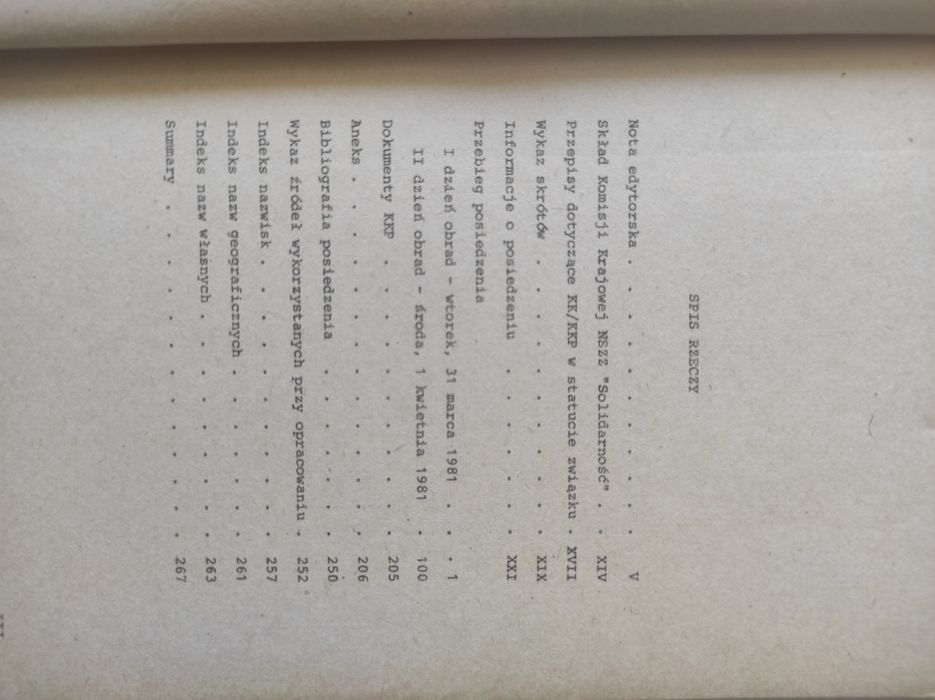 SPIS RZECZY
Nota edytorska . . . . . . . . . . V
Skład Komisji Krajowej NSZZ "Solidarność" . . XIV
Przepisy dotyczące KK/KKP w statucie związku . XVII
Wykaz skrótów . . . . . . . . . . XIX
Informacje o posiedzeniu . . . . . . . XXI
Przebieg posiedzenia
I dzień obrad - wtorek, 31 marca 1981 . . . 1
II dzień obrad - środa, 1 kwietnia 1981 . . 100
Dokumenty KKP . . . . . . . . . . 205
Aneks . . . . . . . . . . . . . 206
Bibliografia posiedzenia . . . . . . . 250
Wykaz źródeł wykorzystanych przy opracowaniu . 252
Indeks nazwisk . . . . . . . . . . 257
Indeks nazw geograficznych . . . . . . 261
Indeks nazw własnych . . . . . . . . 263
Summary . . . . . . . . . . . . 267
III